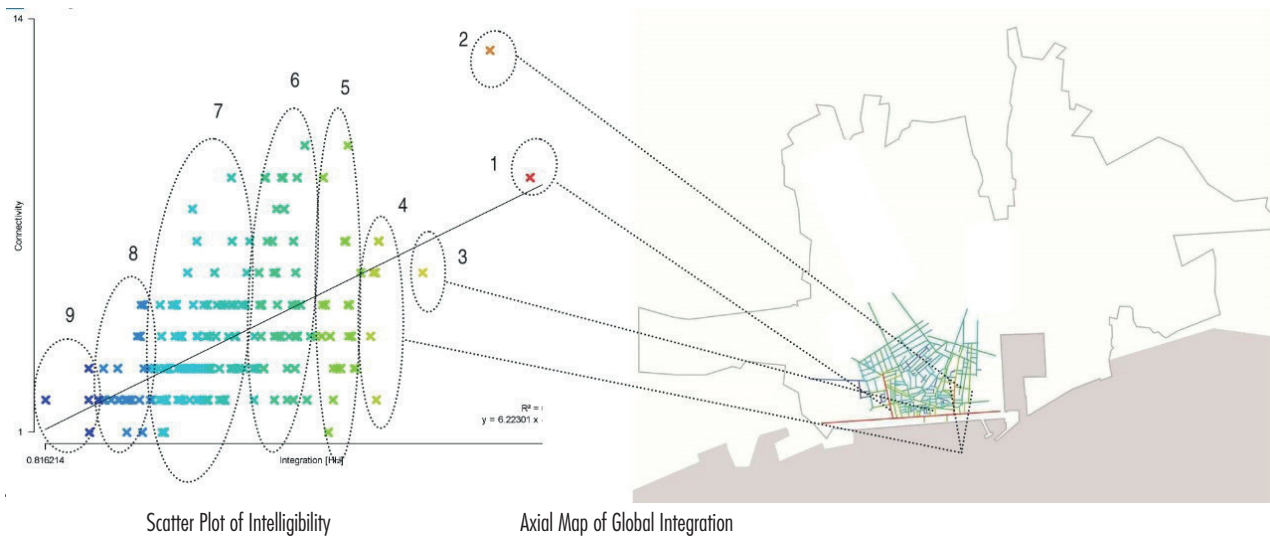 14
2
6
5
7
1
4
3
8
9
Connectivity
1
R² =
y = 6.22301 x
0.816214
Integration [HH]
Scatter Plot of Intelligibility
Axial Map of Global Integration